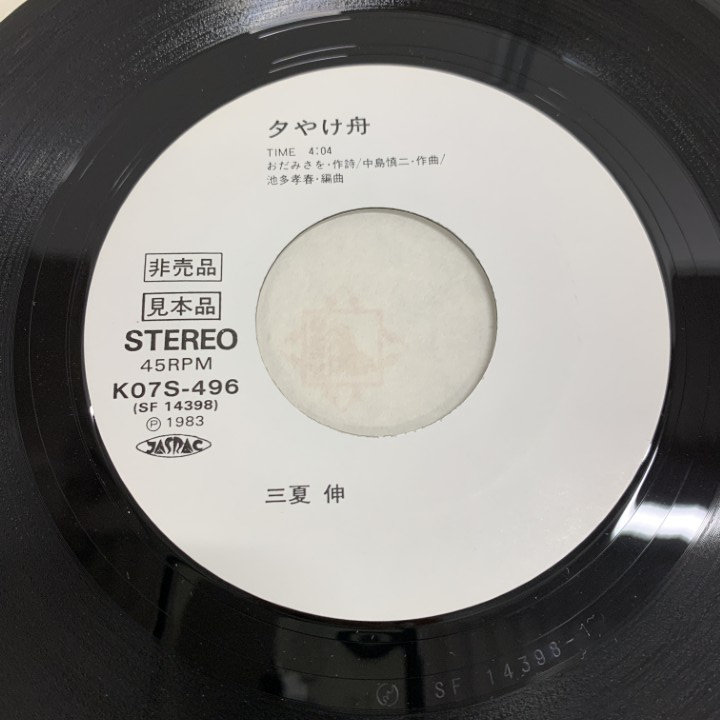 夕やけ舟
TIME 4:04
おだみさを・作詩/中島慎二・作曲/
池多孝春・編曲
非売品
見本品
STEREO
45RPM
K07S-496
(SF 14398)
Ⓟ 1983
JASRAC
三夏 伸
SF 14398-1